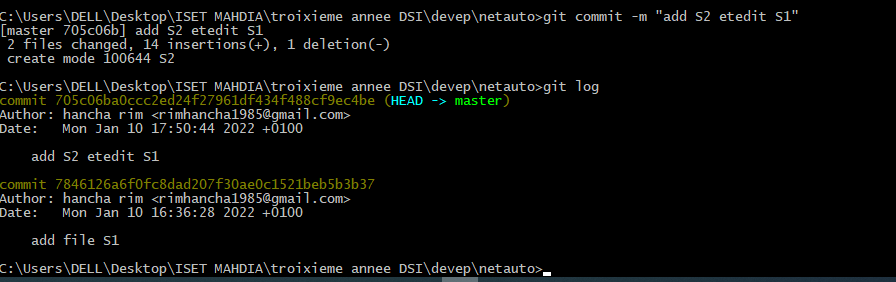 C:\Users\DELL\Desktop\ISET MAHDIA\troixieme annee DSI\devep\netauto>git commit -m "add S2 etedit S1"
[master 705c06b] add S2 etedit S1
 2 files changed, 14 insertions(+), 1 deletion(-)
 create mode 100644 S2
C:\Users\DELL\Desktop\ISET MAHDIA\troixieme annee DSI\devep\netauto>git log
commit 705c06ba0ccc2ed24f27961df434f488cf9ec4be (HEAD -> master)
Author: hancha rim <rimhancha1985@gmail.com>
Date:   Mon Jan 10 17:50:44 2022 +0100
    add S2 etedit S1
commit 7846126a6f0fc8dad207f30ae0c1521beb5b3b37
Author: hancha rim <rimhancha1985@gmail.com>
Date:   Mon Jan 10 16:36:28 2022 +0100
    add file S1
C:\Users\DELL\Desktop\ISET MAHDIA\troixieme annee DSI\devep\netauto>